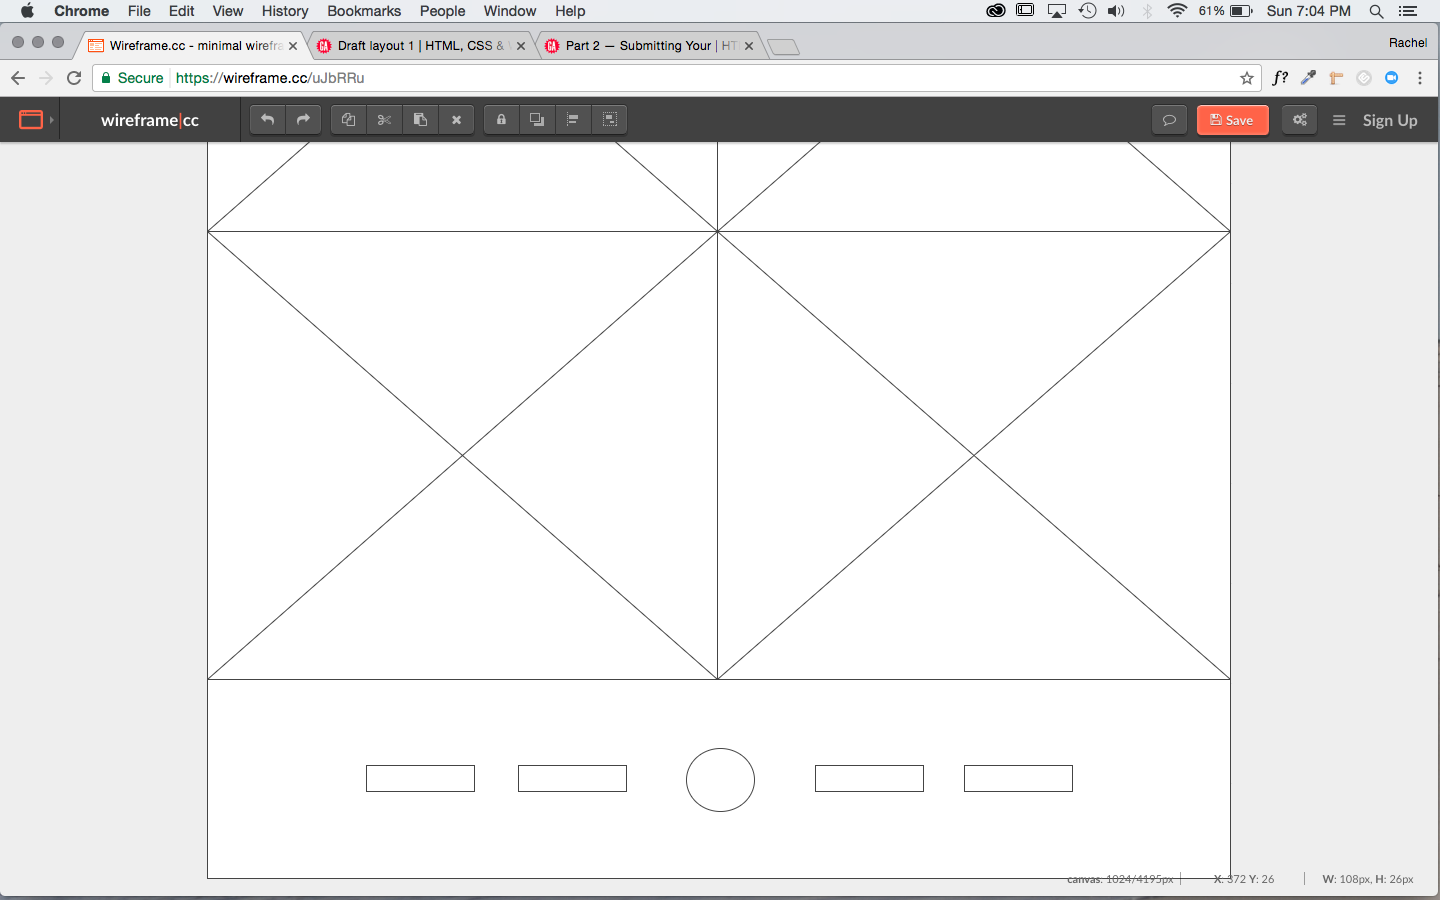 Chrome File Edit View History Bookmarks People Window Help 61% Sun 7:04 PM
Wireframe.cc - minimal wirefra Draft layout 1 | HTML, CSS & Part 2 — Submitting Your | HT Rachel
Secure https://wireframe.cc/uJbRRu f?
wireframe|cc Save Sign Up
canvas: 1024/4195px X: 372 Y: 26 W: 108px, H: 26px